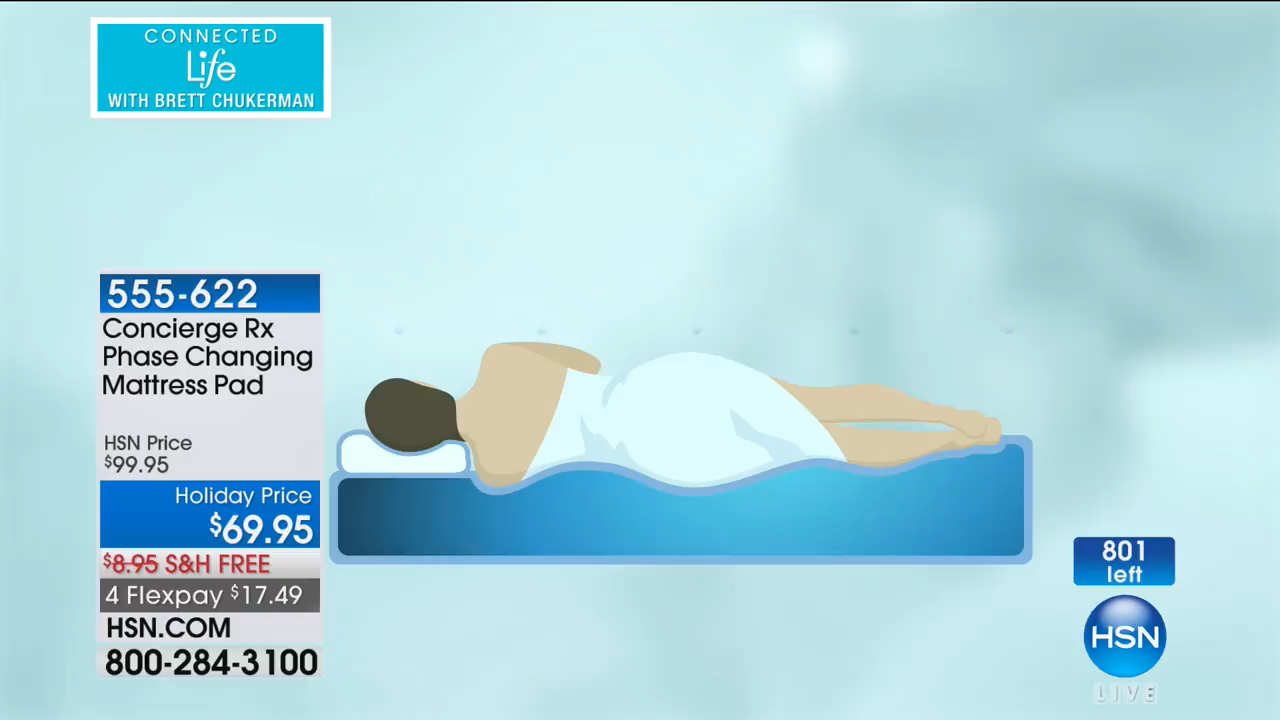 CONNECTED
Life
WITH BRETT CHUKERMAN
555-622
Concierge Rx
Phase Changing
Mattress Pad
HSN Price
$99.95
Holiday Price
$69.95
$8.95 S&H FREE
4 Flexpay $17.49
HSN.COM
800-284-3100
801
left
HSN
LIVE